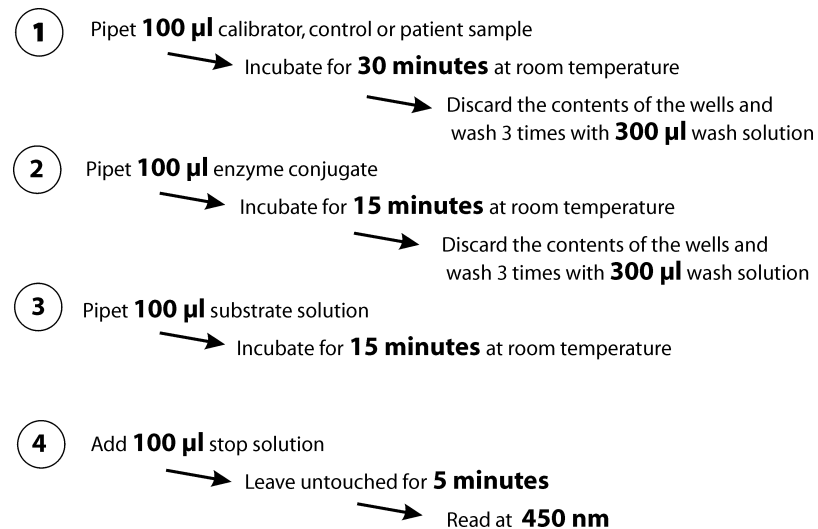 1 Pipet 100 µl calibrator, control or patient sample
Incubate for 30 minutes at room temperature
Discard the contents of the wells and
wash 3 times with 300 µl wash solution
2 Pipet 100 µl enzyme conjugate
Incubate for 15 minutes at room temperature
Discard the contents of the wells and
wash 3 times with 300 µl wash solution
3 Pipet 100 µl substrate solution
Incubate for 15 minutes at room temperature
4 Add 100 µl stop solution
Leave untouched for 5 minutes
Read at 450 nm